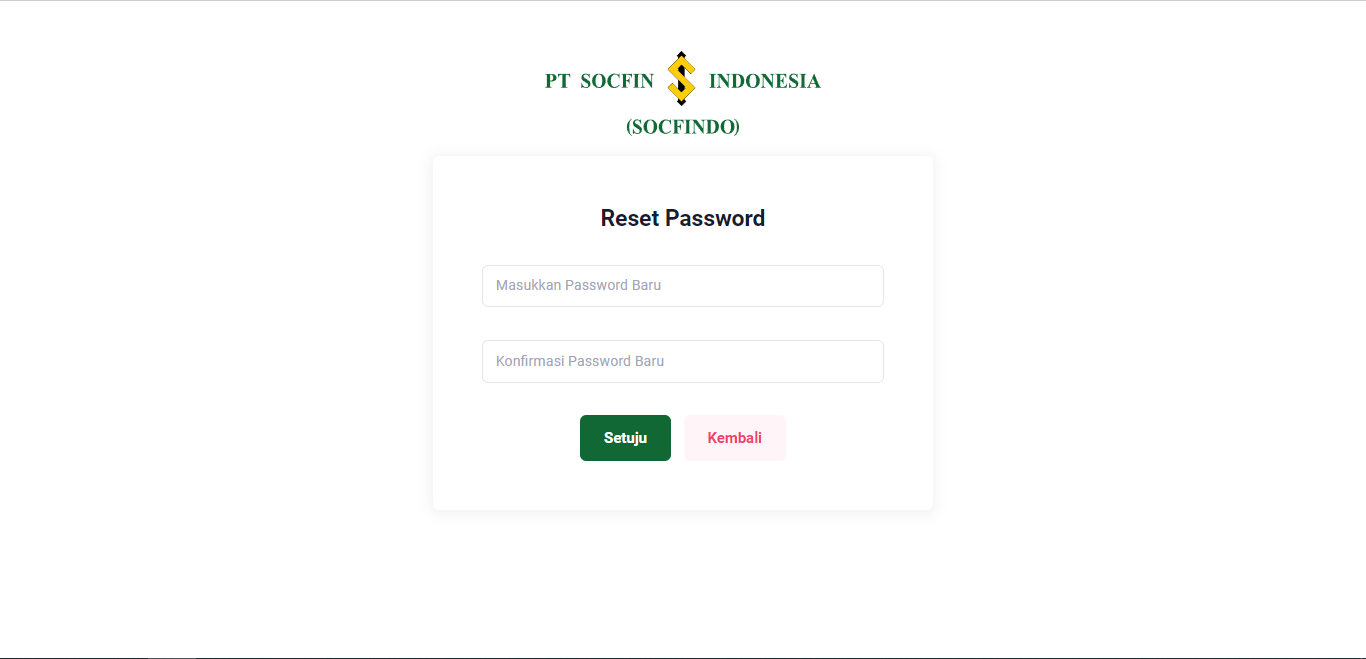 PT SOCFIN INDONESIA
(SOCFINDO)
Reset Password
Masukkan Password Baru
Konfirmasi Password Baru
Setuju Kembali